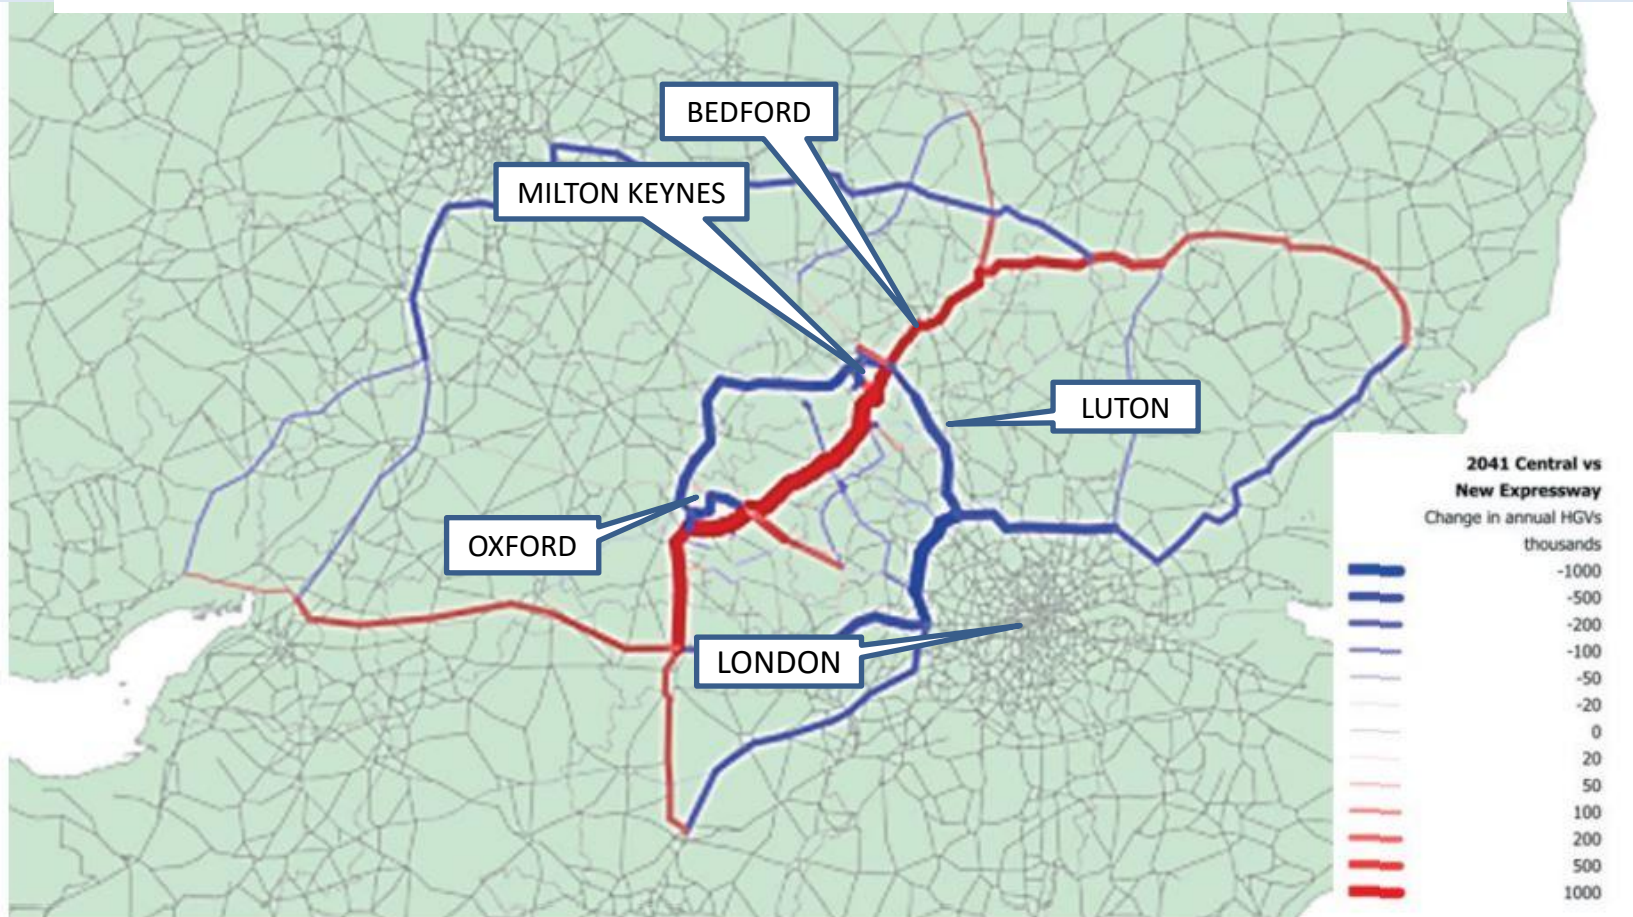 BEDFORD
MILTON KEYNES
LUTON
OXFORD
LONDON
2041 Central vs
New Expressway
Change in annual HGVs
thousands
-1000
-500
-200
-100
-50
-20
0
20
50
100
200
500
1000